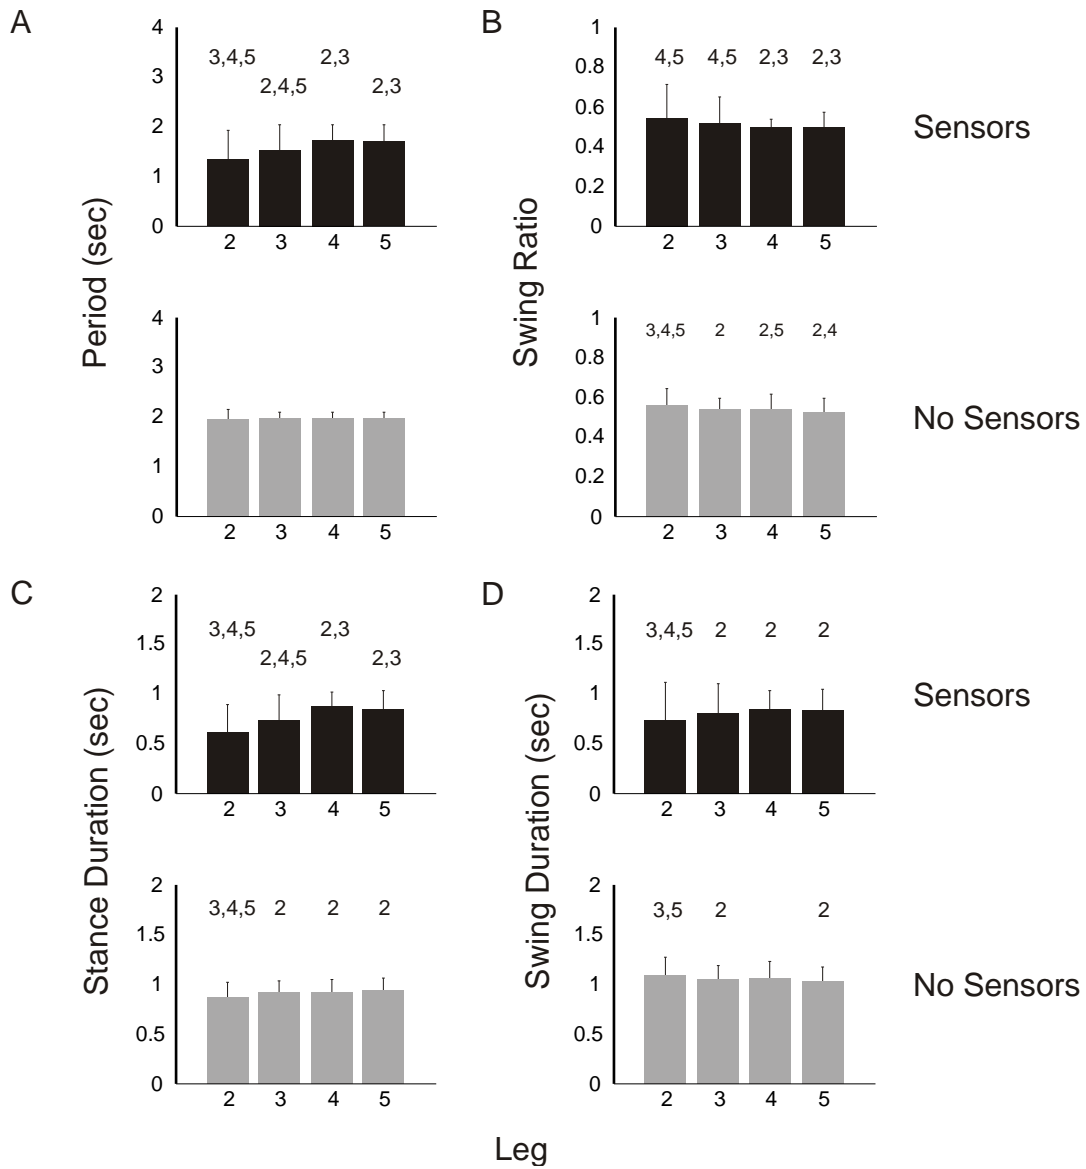 A
Period (sec)
4
3
2
1
0
3,4,5
2,4,5
2,3
2,3
2 3 4 5
4
3
2
1
0
2 3 4 5
B
Swing Ratio
1
0.8
0.6
0.4
0.2
0
4,5 4,5 2,3 2,3
2 3 4 5
Sensors
1
0.8
0.6
0.4
0.2
0
3,4,5 2 2,5 2,4
2 3 4 5
No Sensors
C
Stance Duration (sec)
2
1.5
1
0.5
0
3,4,5
2,4,5
2,3
2,3
2 3 4 5
2
1.5
1
0.5
0
3,4,5 2 2 2
2 3 4 5
D
Swing Duration (sec)
2
1.5
1
0.5
0
3,4,5 2 2 2
2 3 4 5
Sensors
2
1.5
1
0.5
0
3,5 2 2
2 3 4 5
No Sensors
Leg